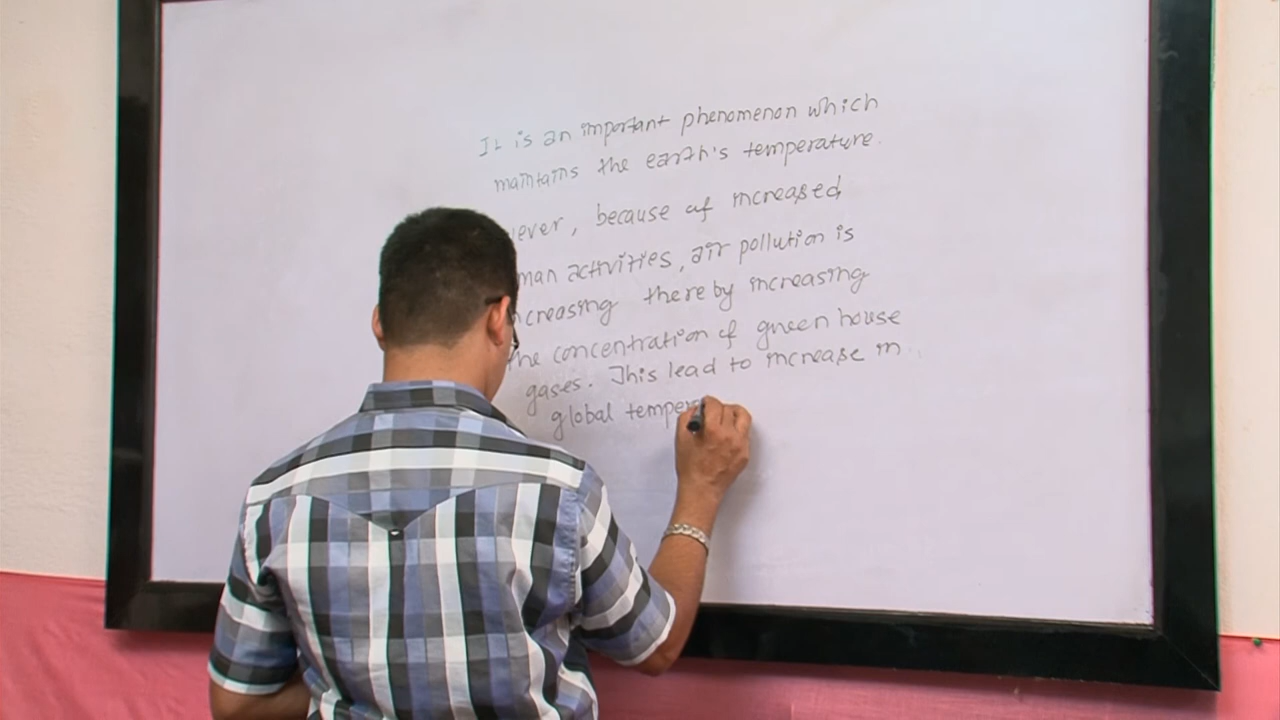 It is an important phenomenon which
maintains the earth's temperature.
ever, because of increased
man activities, air pollution is
creasing thereby increasing
the concentration of green house
gases. This lead to increase in
global temper